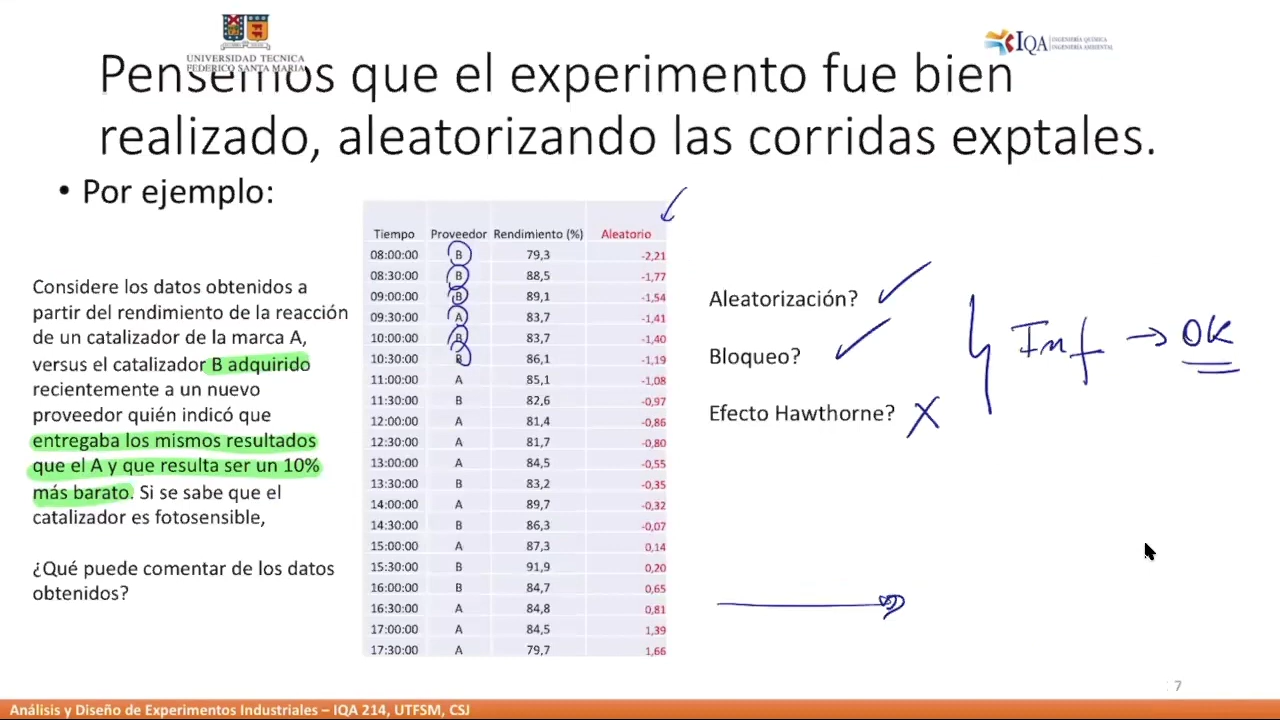 UNIVERSIDAD TECNICA
FEDERICO SANTA MARIA
IQA INGENIERÍA QUÍMICA
INGENIERÍA AMBIENTAL
Pensemos que el experimento fue bien
realizado, aleatorizando las corridas exptales.
• Por ejemplo:
Considere los datos obtenidos a
partir del rendimiento de la reacción
de un catalizador de la marca A,
versus el catalizador B adquirido
recientemente a un nuevo
proveedor quién indicó que
entregaba los mismos resultados
que el A y que resulta ser un 10%
más barato. Si se sabe que el
catalizador es fotosensible,
¿Qué puede comentar de los datos
obtenidos?
Tiempo Proveedor Rendimiento (%) Aleatorio
08:00:00 B 79,3 -2,21
08:30:00 B 88,5 -1,77
09:00:00 B 89,1 -1,54
09:30:00 A 83,7 -1,41
10:00:00 B 83,7 -1,40
10:30:00 B 86,1 -1,19
11:00:00 A 85,1 -1,08
11:30:00 B 82,6 -0,97
12:00:00 A 81,4 -0,86
12:30:00 A 81,7 -0,80
13:00:00 A 84,5 -0,55
13:30:00 B 83,2 -0,35
14:00:00 A 89,7 -0,32
14:30:00 B 86,3 -0,07
15:00:00 A 87,3 0,14
15:30:00 B 91,9 0,20
16:00:00 B 84,7 0,65
16:30:00 A 84,8 0,81
17:00:00 A 84,5 1,39
17:30:00 A 79,7 1,66
Aleatorización?
Bloqueo?
Efecto Hawthorne? X
Inf → OK
7
Análisis y Diseño de Experimentos Industriales – IQA 214, UTFSM, CSJ